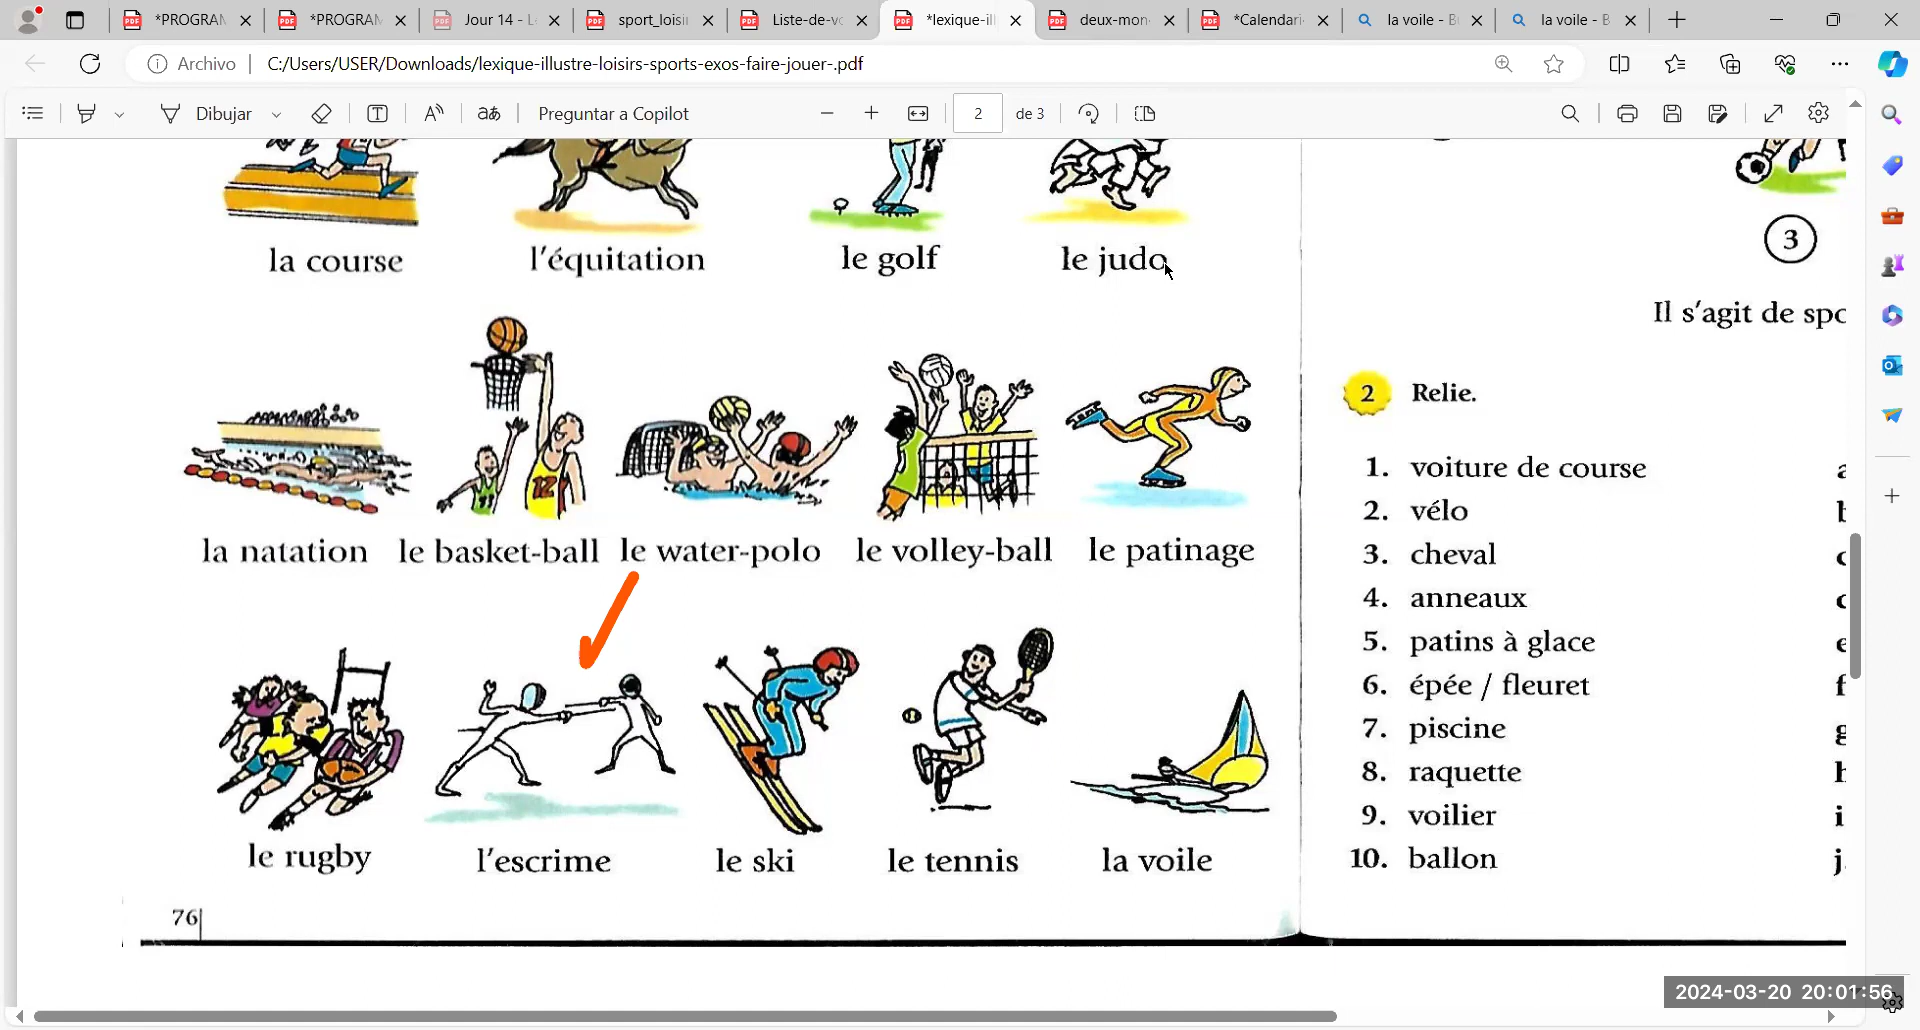 *PROGRAM
*PROGRAM
Jour 14 - L
sport_loisi
Liste-de-vo
*lexique-ill
deux-mon
*Calendari
la voile - B
la voile - B
Archivo
C:/Users/USER/Downloads/lexique-illustre-loisirs-sports-exos-faire-jouer-.pdf
Dibujar
Preguntar a Copilot
2
de 3
la course
l'équitation
le golf
le judo
3
Il s'agit de spo
la natation
le basket-ball
le water-polo
le volley-ball
le patinage
12
2 Relie.
1. voiture de course
2. vélo
3. cheval
4. anneaux
5. patins à glace
6. épée / fleuret
7. piscine
8. raquette
9. voilier
10. ballon
le rugby
l'escrime
le ski
le tennis
la voile
76
2024-03-20 20:01:56